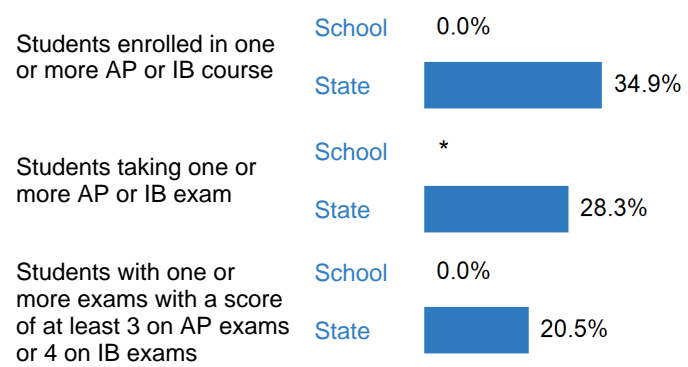 Students enrolled in one
or more AP or IB course
School 0.0%
State 34.9%
Students taking one or
more AP or IB exam
School *
State 28.3%
Students with one or
more exams with a score
of at least 3 on AP exams
or 4 on IB exams
School 0.0%
State 20.5%